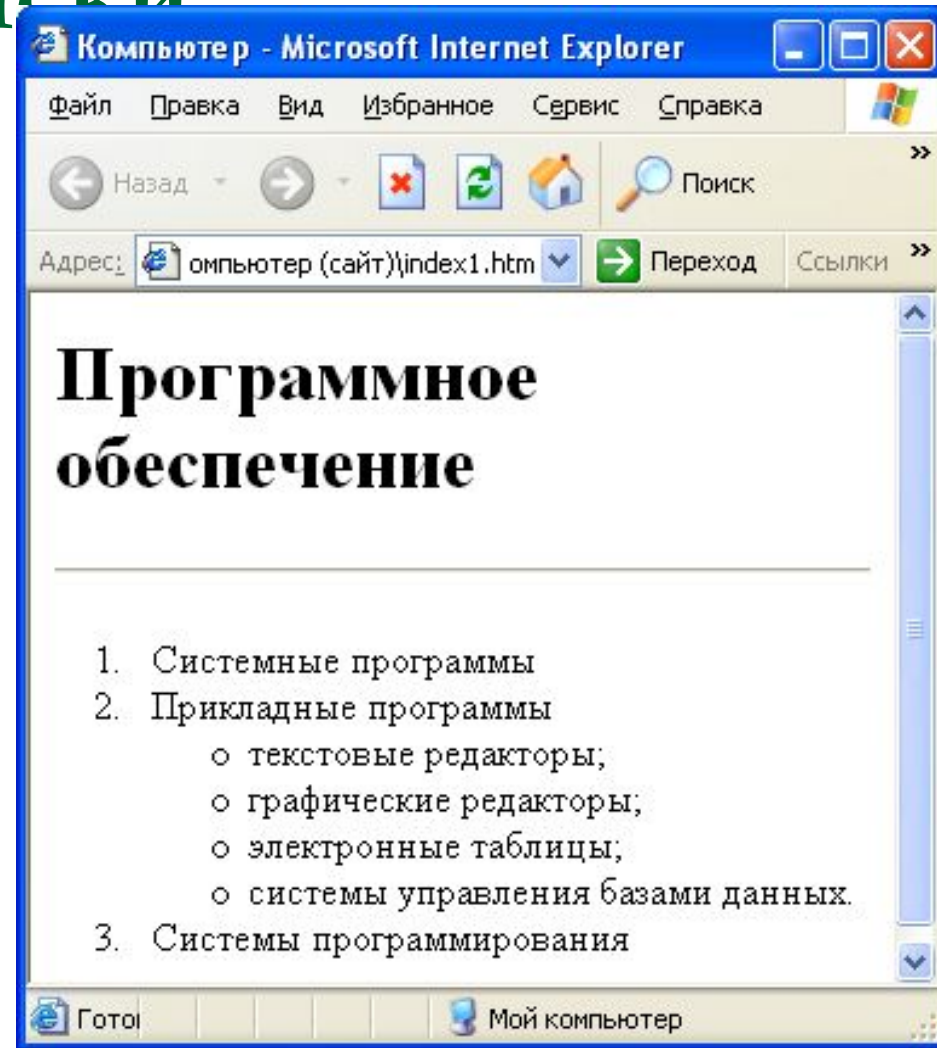 Компьютер - Microsoft Internet Explorer
Файл Правка Вид Избранное Сервис Справка
Назад Поиск »
Адрес: омпьютер (сайт)\index1.htm Переход Ссылки »
Программное
обеспечение
1. Системные программы
2. Прикладные программы
o текстовые редакторы;
o графические редакторы;
o электронные таблицы;
o системы управления базами данных.
3. Системы программирования
Гото Мой компьютер